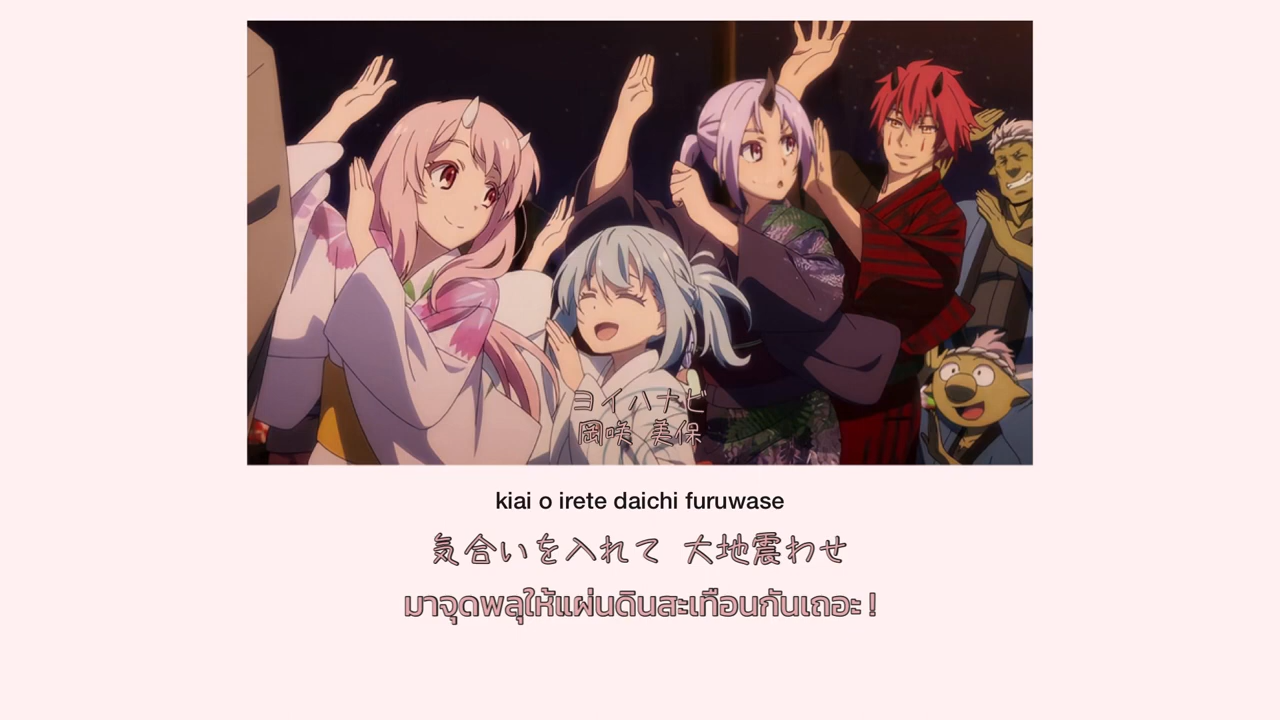 ヨイハナビ
岡咲 美保
kiai o irete daichi furuwase
気合いを入れて 大地震わせ
มาจุดพลุให้แผ่นดินสะเทือนกันเถอะ !